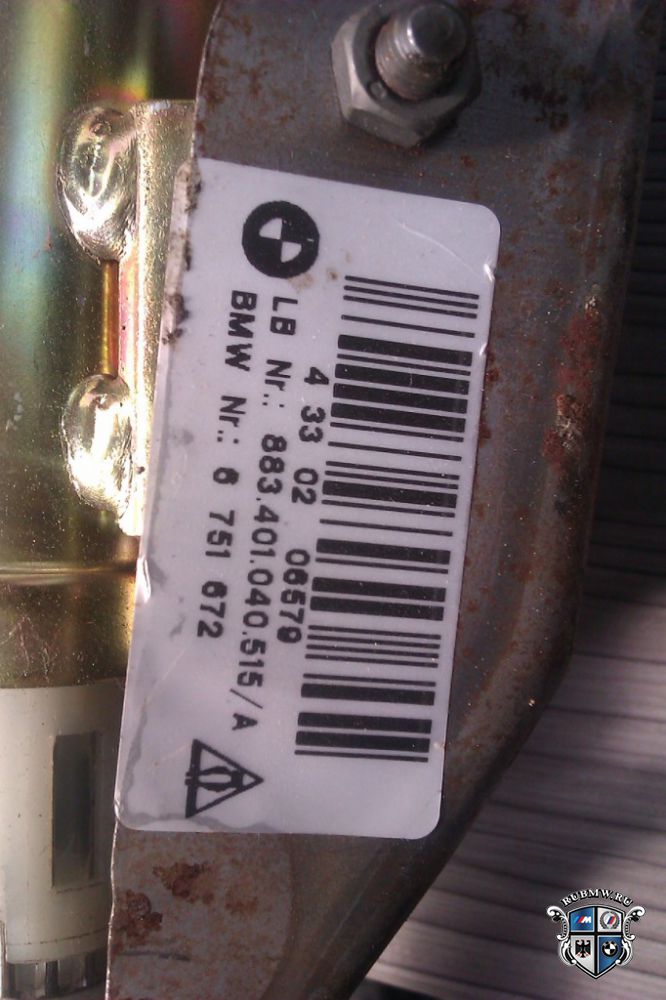 4 33 02 06579
LB Nr.: 883.401.040.515/A
BMW Nr.: 6 751 672
RUBMW.RU